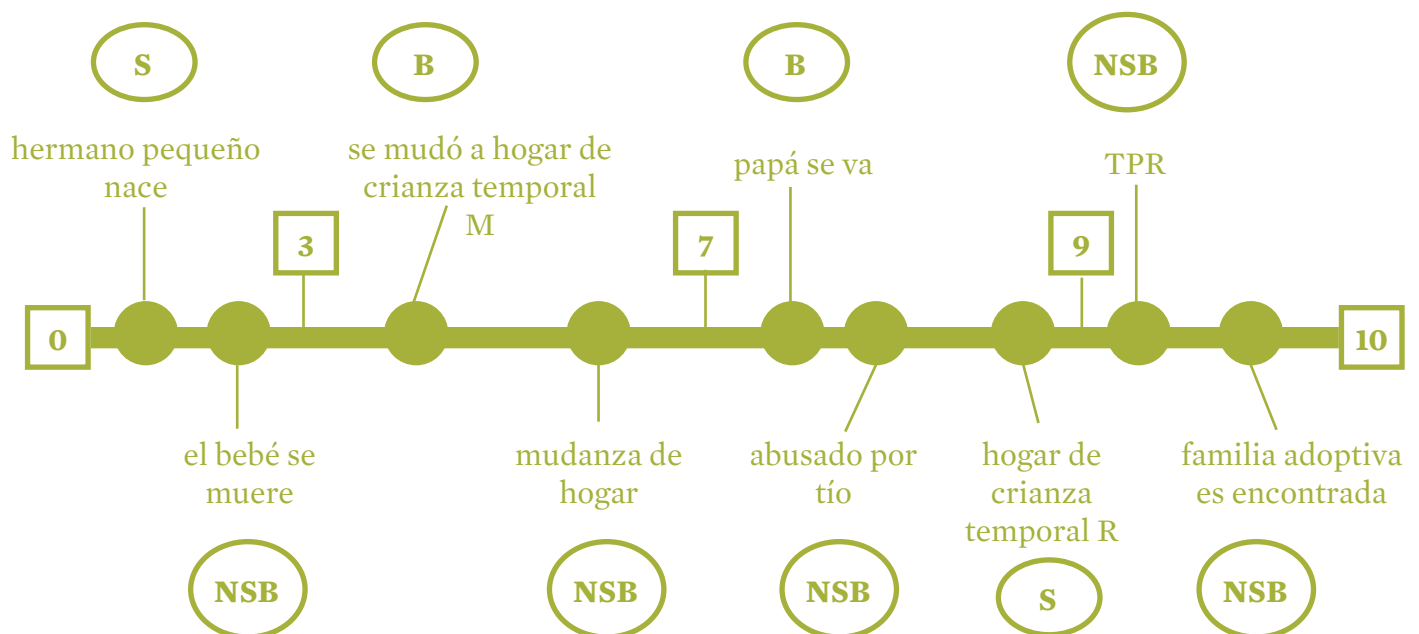 S
B
B
NSB
hermano pequeño
nace
se mudó a hogar de
crianza temporal
M
papá se va
TPR
3
7
9
0
10
el bebé se
muere
mudanza de
hogar
abusado por
tío
hogar de
crianza
temporal R
familia adoptiva
es encontrada
NSB
NSB
NSB
S
NSB